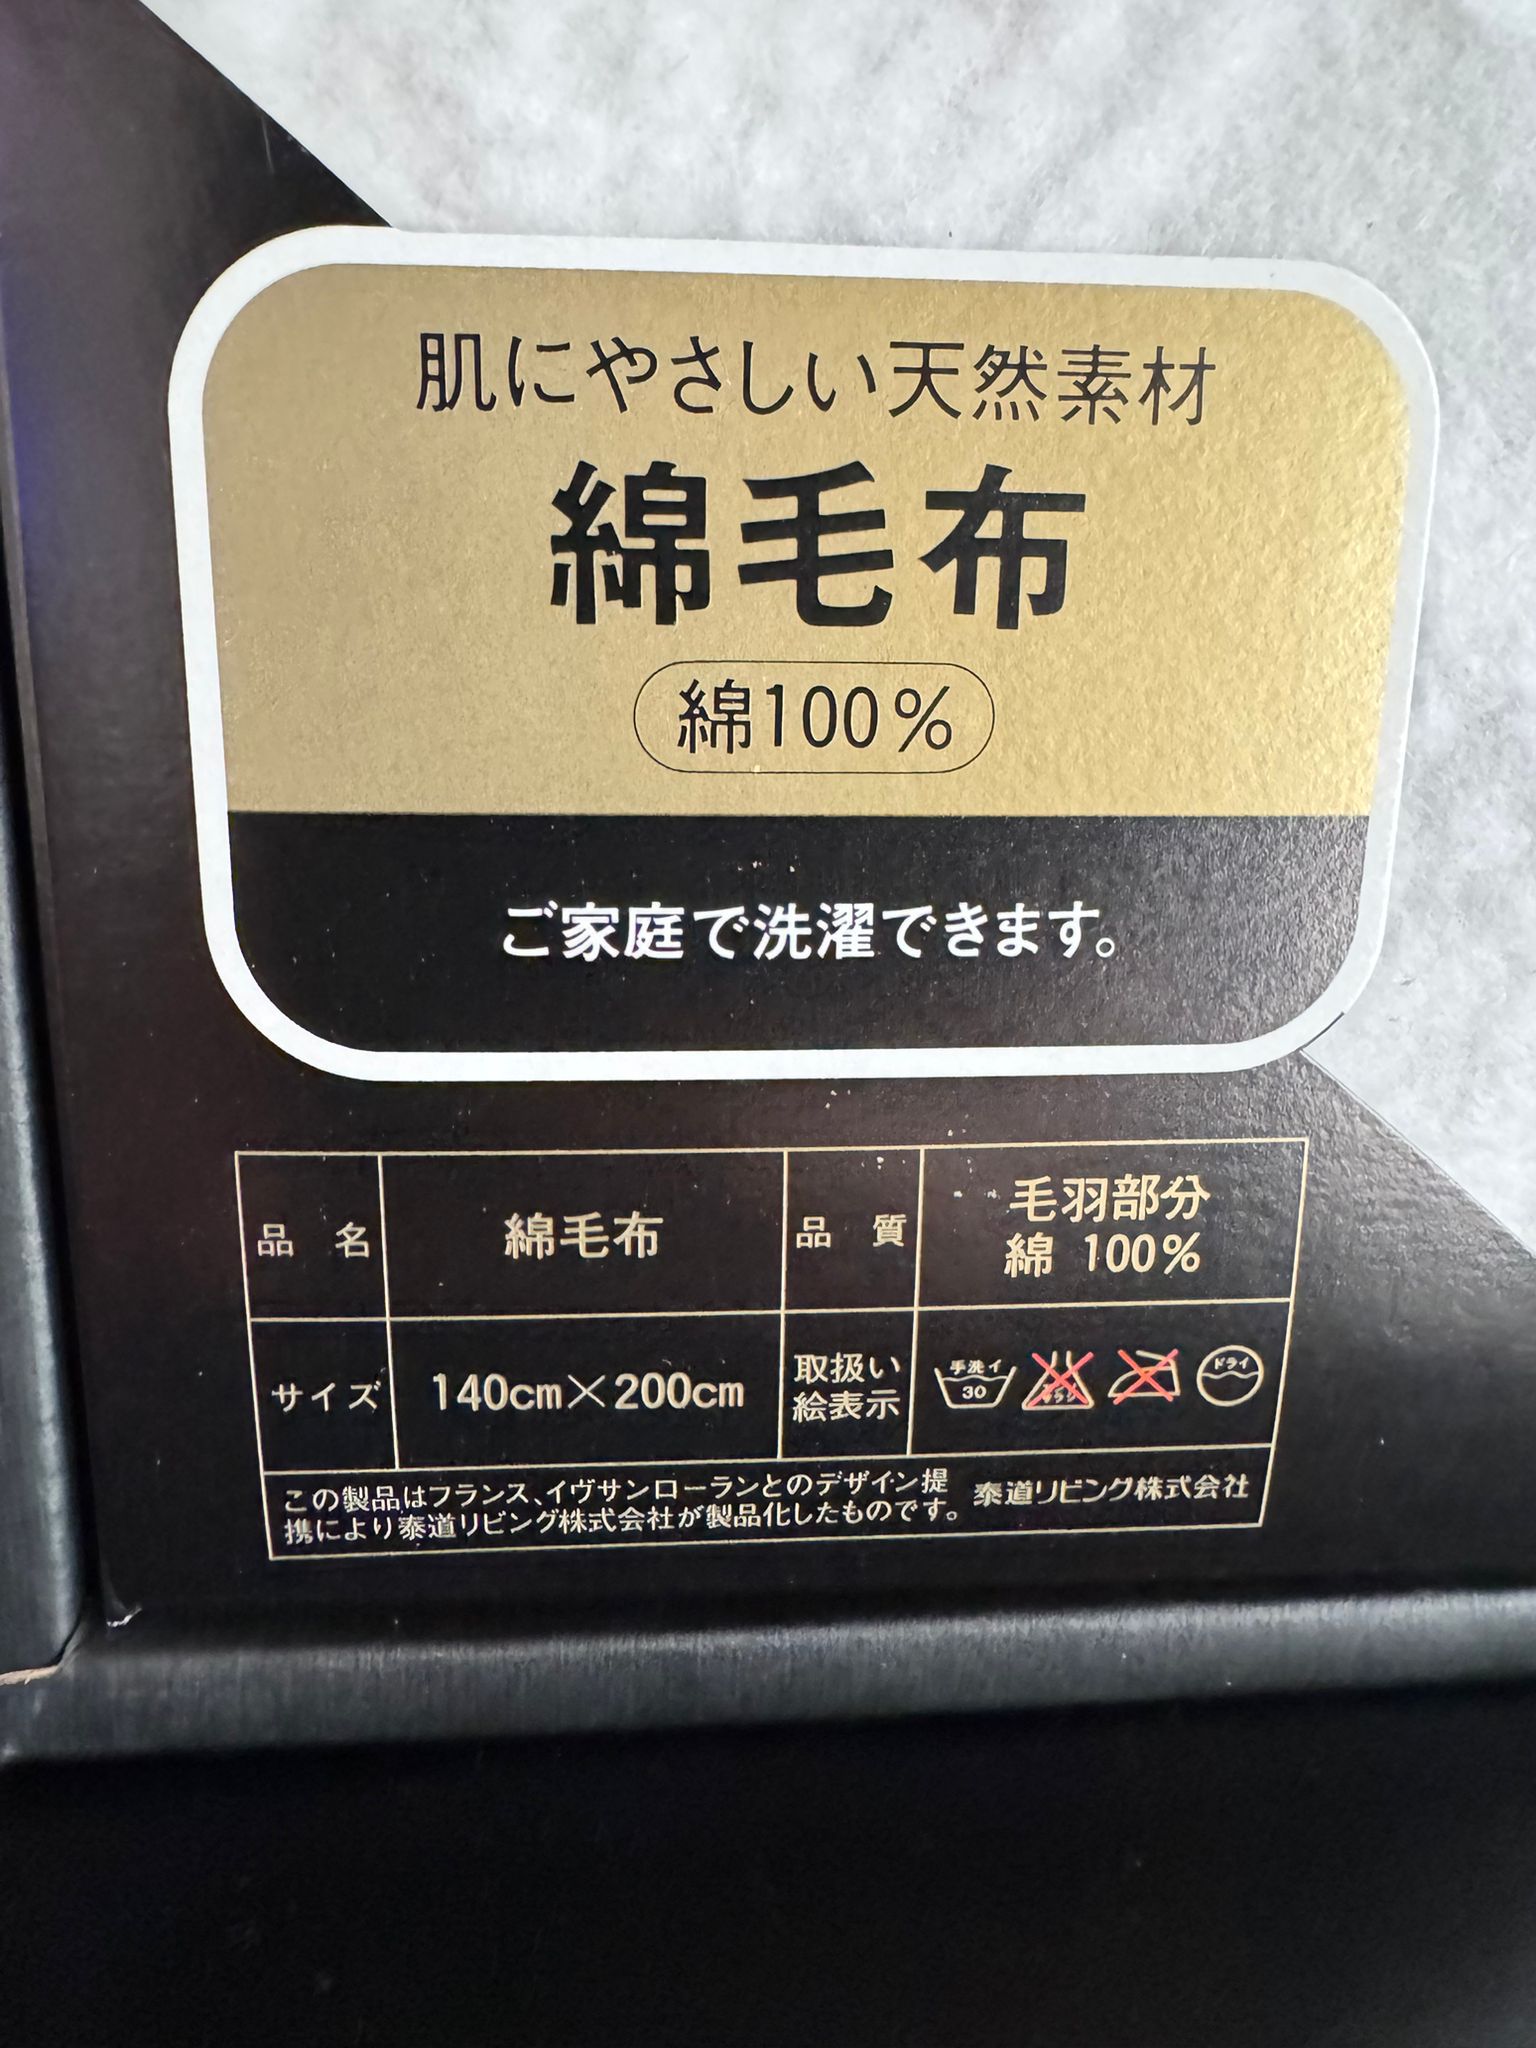 肌にやさしい天然素材
綿毛布
綿100%
ご家庭で洗濯できます。
品名 綿毛布 品質 毛羽部分
綿 100%
サイズ 140cm×200cm 取扱い
絵表示
手洗イ
30
ドライ
この製品はフランス、イヴサンローランとのデザイン提
携により泰道リビング株式会社が製品化したものです。
泰道リビング株式会社